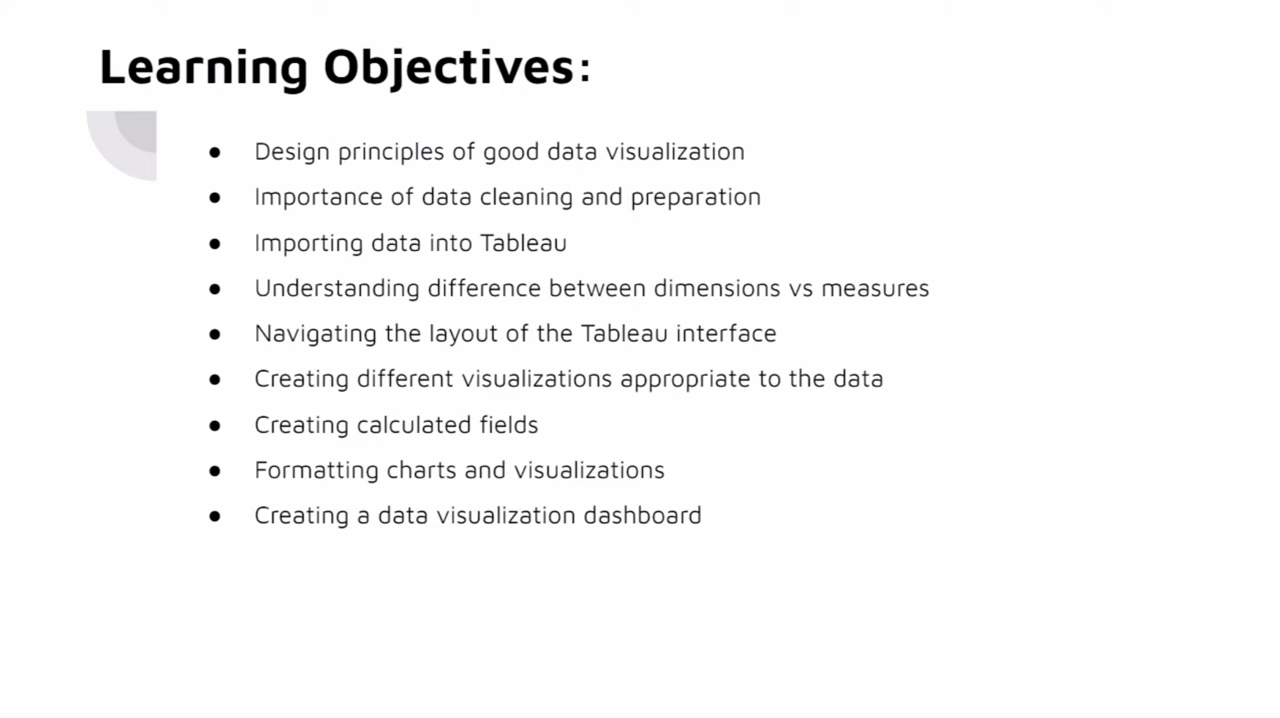 Learning Objectives:
● Design principles of good data visualization
● Importance of data cleaning and preparation
● Importing data into Tableau
● Understanding difference between dimensions vs measures
● Navigating the layout of the Tableau interface
● Creating different visualizations appropriate to the data
● Creating calculated fields
● Formatting charts and visualizations
● Creating a data visualization dashboard